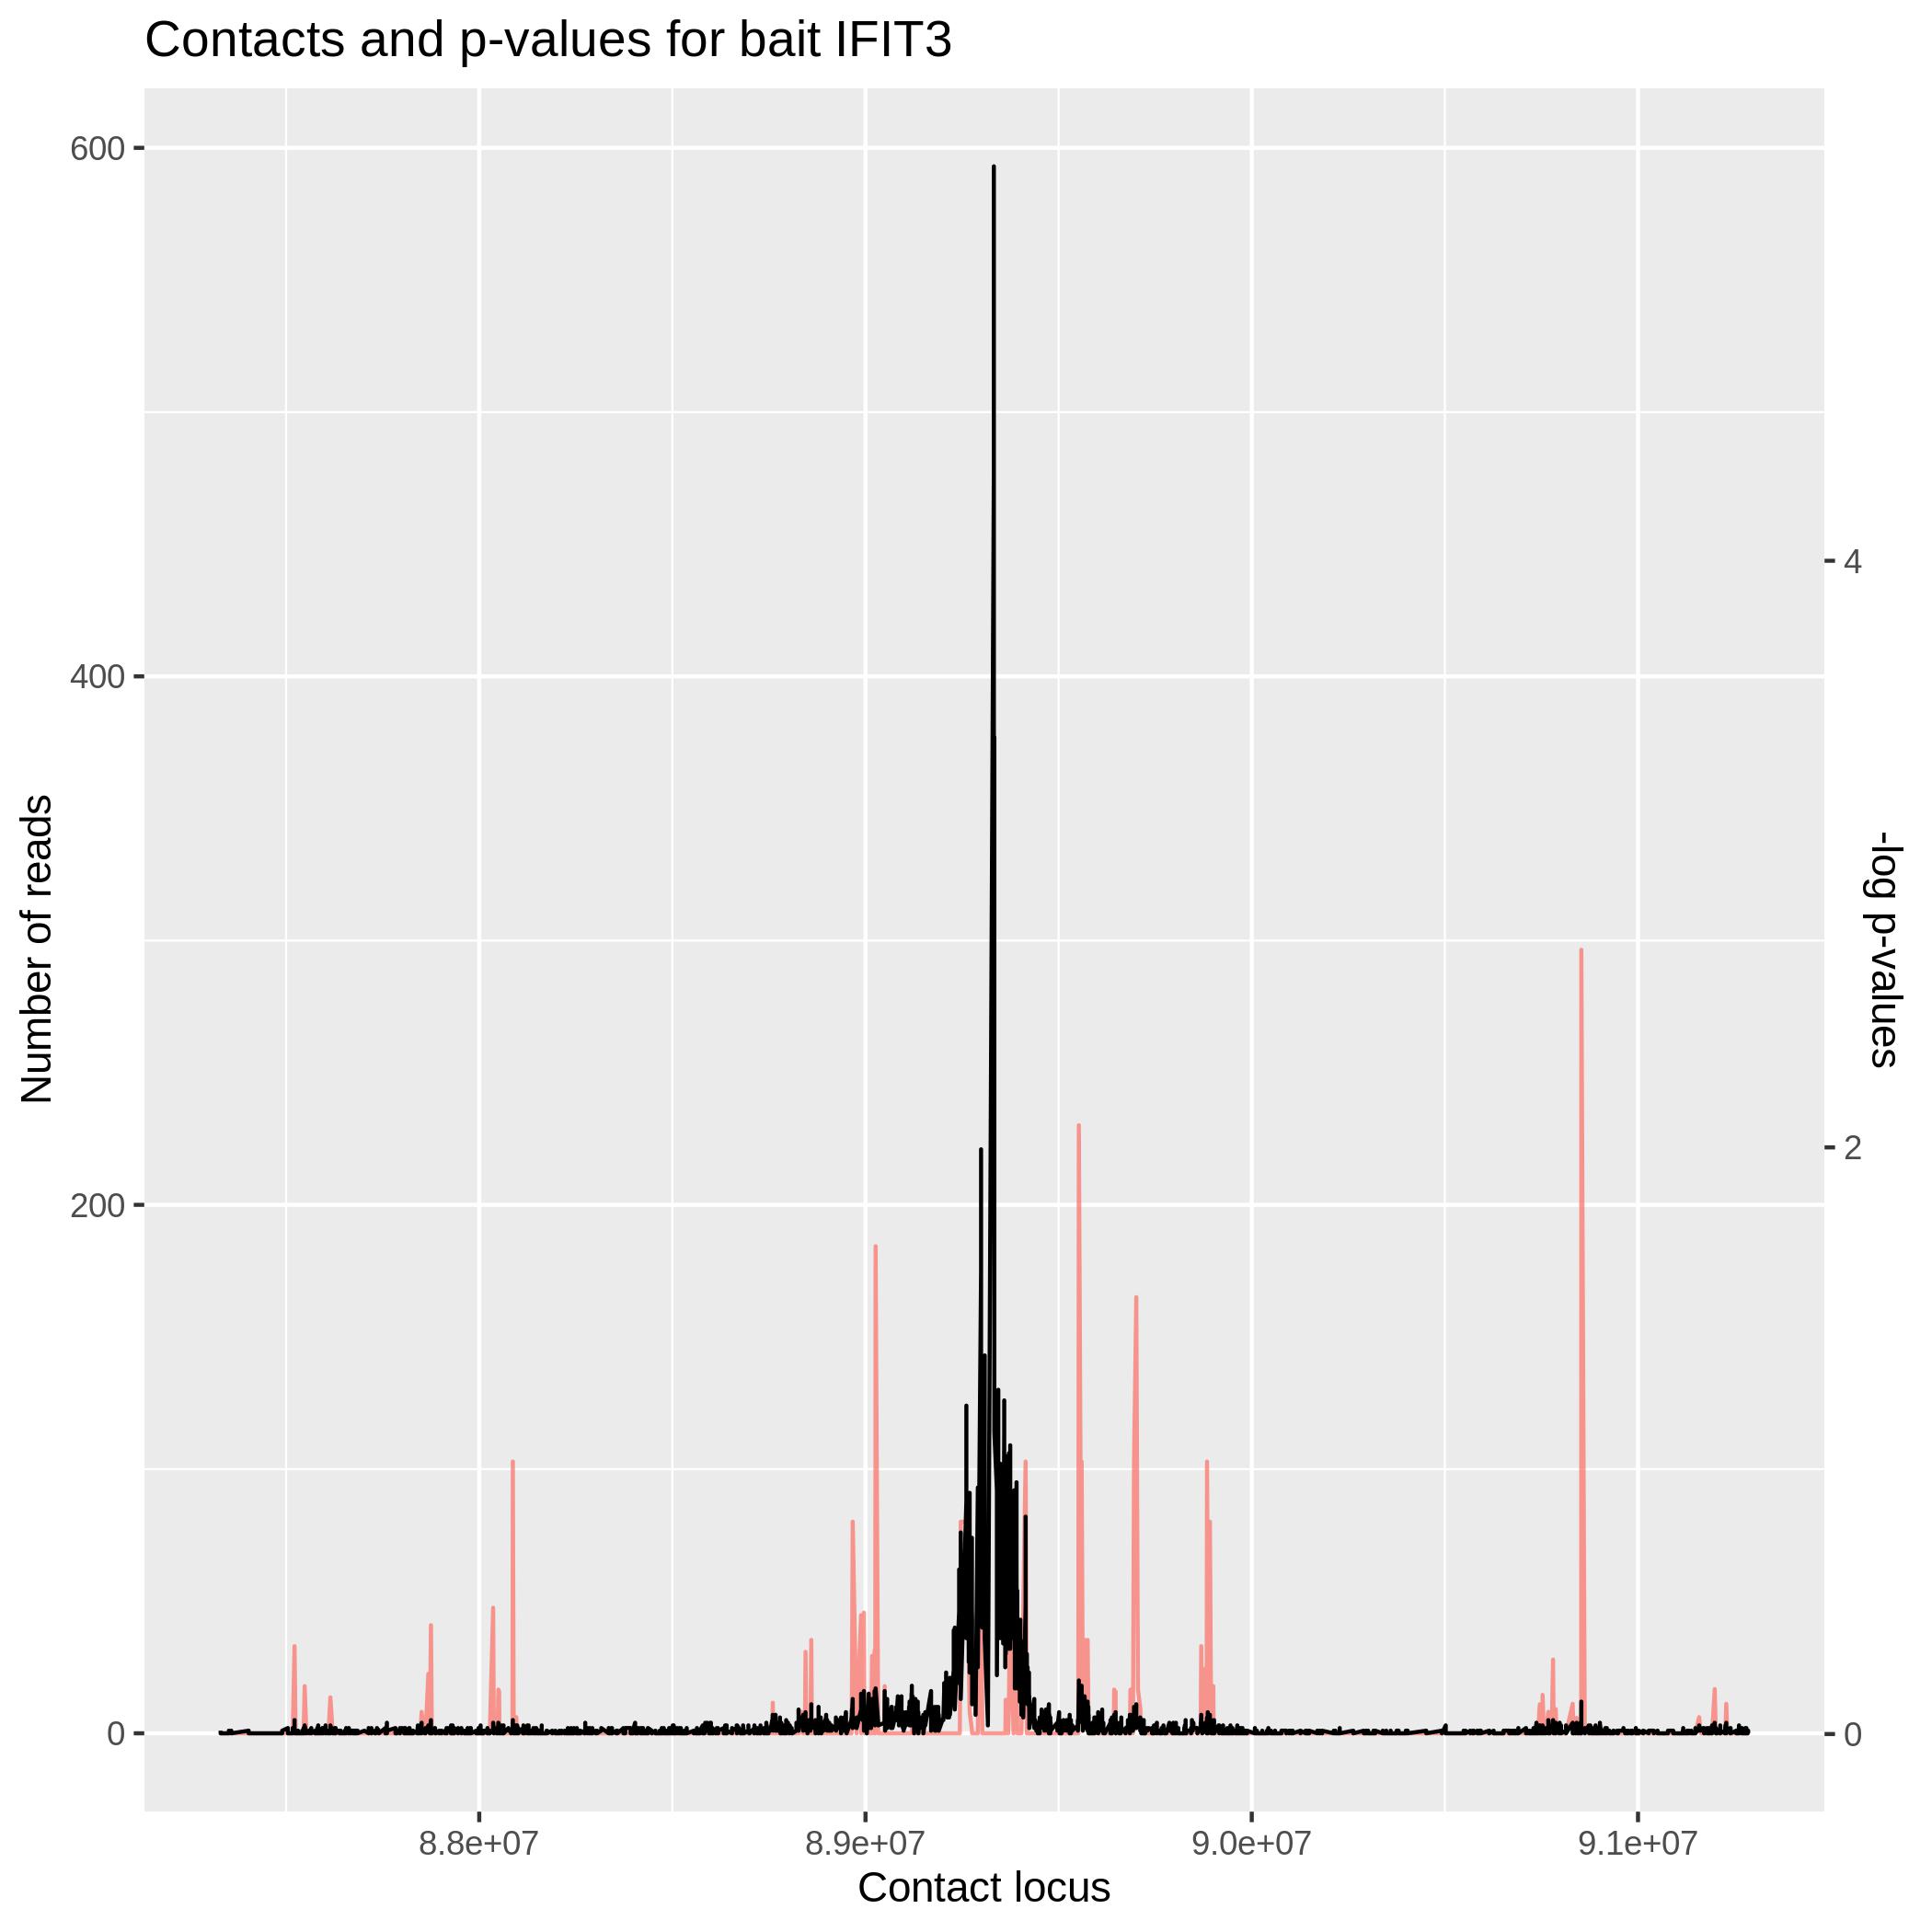 Contacts and p-values for bait IFIT3
600
400
200
0
Number of reads
4
2
0
-log p-values
8.8e+07
8.9e+07
9.0e+07
9.1e+07
Contact locus